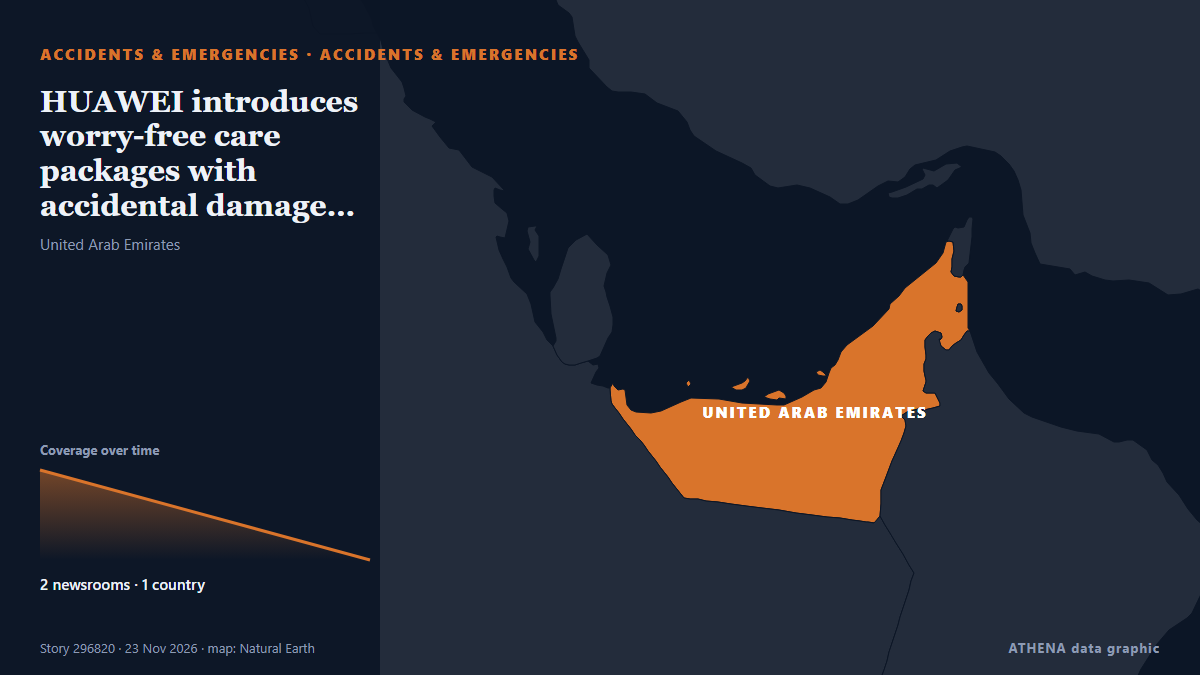 ACCIDENTS & EMERGENCIES · ACCIDENTS & EMERGENCIES
HUAWEI introduces
worry-free care
packages with
accidental damage...
United Arab Emirates
UNITED ARAB EMIRATES
Coverage over time
2 newsrooms · 1 country
Story 296820 · 23 Nov 2026 · map: Natural Earth
ATHENA data graphic